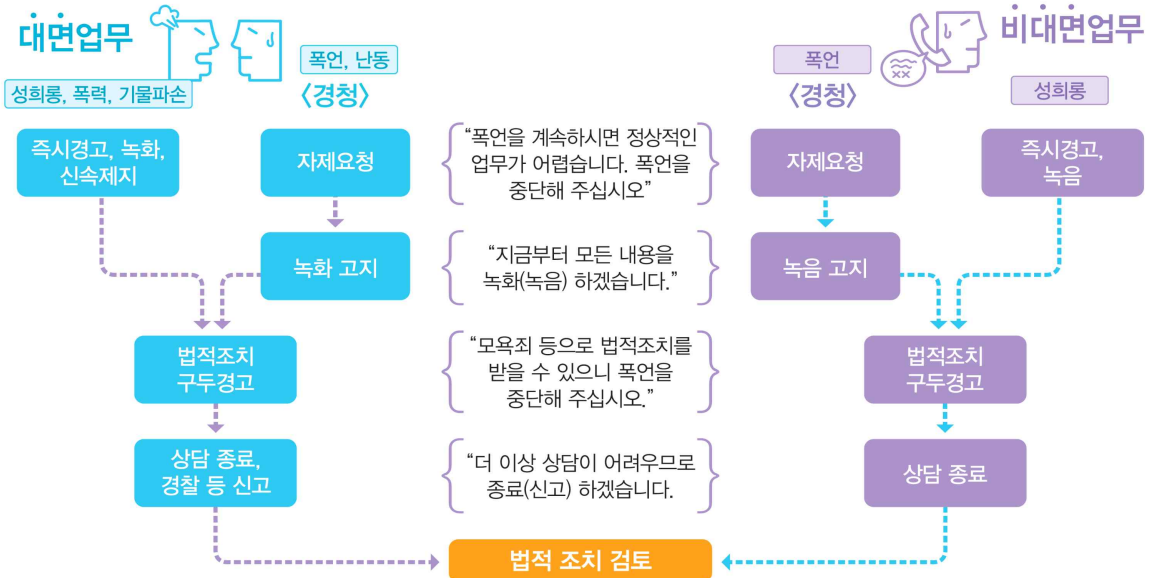 대면업무
비대면업무
폭언, 난동
폭언
성희롱, 폭력, 기물파손
<경청>
<경청>
성희롱
xx
즉시경고, 녹화,
신속제지
자제요청
“폭언을 계속하시면 정상적인
업무가 어렵습니다. 폭언을
중단해 주십시오”
자제요청
즉시경고,
녹음
녹화 고지
“지금부터 모든 내용을
녹화(녹음) 하겠습니다.”
녹음 고지
법적조치
구두경고
“모욕죄 등으로 법적조치를
받을 수 있으니 폭언을
중단해 주십시오.”
법적조치
구두경고
상담 종료,
경찰 등 신고
“더 이상 상담이 어려우므로
종료(신고) 하겠습니다.
상담 종료
법적 조치 검토